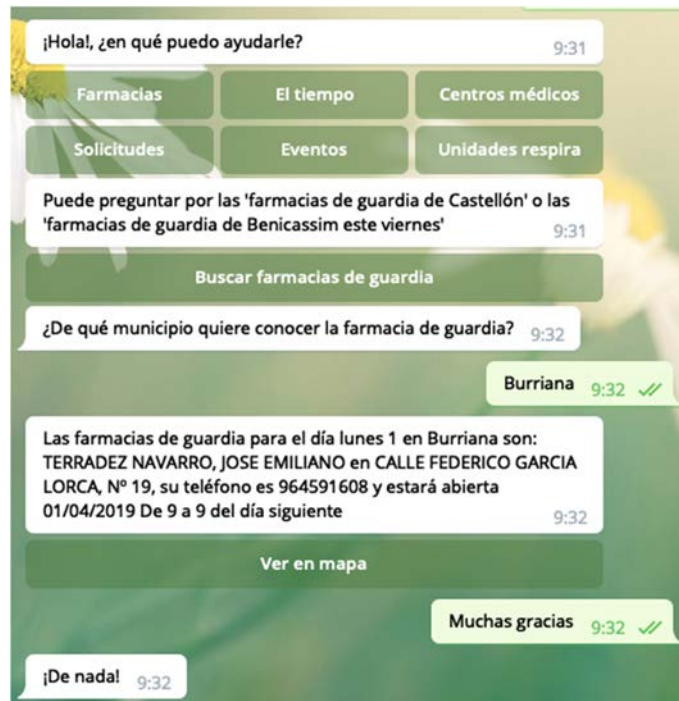 ¡Hola!, ¿en qué puedo ayudarle?
9:31
Farmacias El tiempo Centros médicos
Solicitudes Eventos Unidades respira
Puede preguntar por las 'farmacias de guardia de Castellón' o las
'farmacias de guardia de Benicassim este viernes'
9:31
Buscar farmacias de guardia
¿De qué municipio quiere conocer la farmacia de guardia? 9:32
Burriana 9:32
Las farmacias de guardia para el día lunes 1 en Burriana son:
TERRADEZ NAVARRO, JOSE EMILIANO en CALLE FEDERICO GARCIA
LORCA, Nº 19, su teléfono es 964591608 y estará abierta
01/04/2019 De 9 a 9 del día siguiente
9:32
Ver en mapa
Muchas gracias 9:32
¡De nada! 9:32